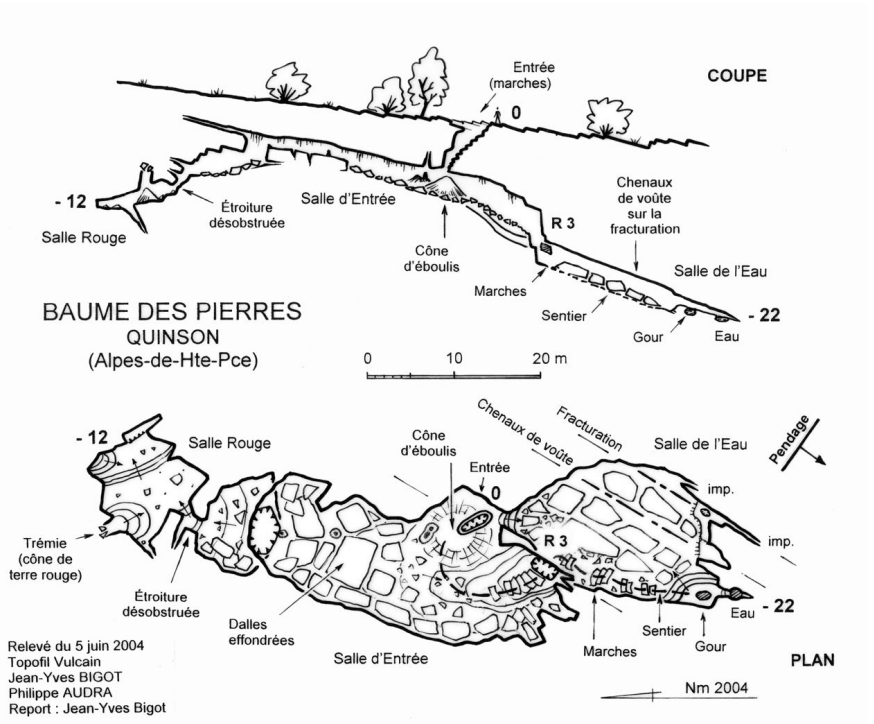 COUPE
Entrée
(marches)
0
- 12
Étroiture
désobstruée
Salle Rouge
Salle d'Entrée
Cône
d'éboulis
R 3
Chenaux
de voûte
sur la
fracturation
Salle de l'Eau
Marches
Sentier
Gour
Eau
- 22
BAUME DES PIERRES
QUINSON
(Alpes-de-Hte-Pce)
0
10
20 m
- 12
Salle Rouge
Cône
d'éboulis
Entrée
0
Chenaux de voûte
Fracturation
Salle de l'Eau
Pendage
imp.
imp.
R 3
Trémie
(cône de
terre rouge)
Étroiture
désobstruée
Dalles
effondrées
Salle d'Entrée
Marches
Sentier
Gour
Eau
- 22
PLAN
Nm 2004
Relevé du 5 juin 2004
Topofil Vulcain
Jean-Yves BIGOT
Philippe AUDRA
Report : Jean-Yves Bigot